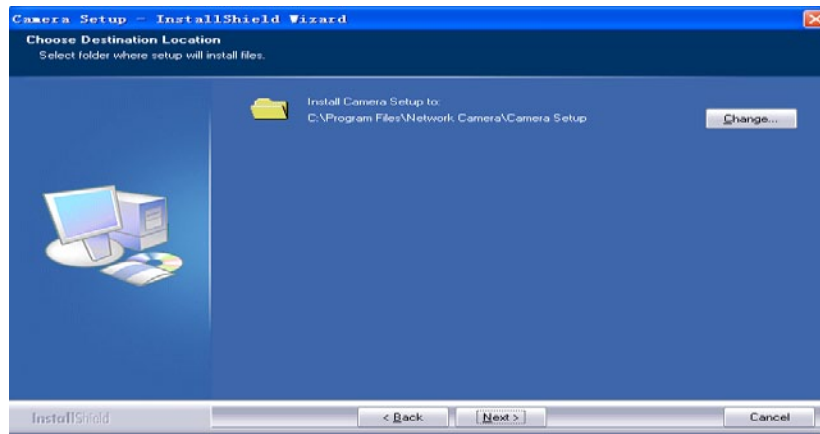 Camera Setup - InstallShield Wizard
Choose Destination Location
Select folder where setup will install files.
Install Camera Setup to:
C:\Program Files\Network Camera\Camera Setup
Change...
InstallShield
< Back
Next >
Cancel